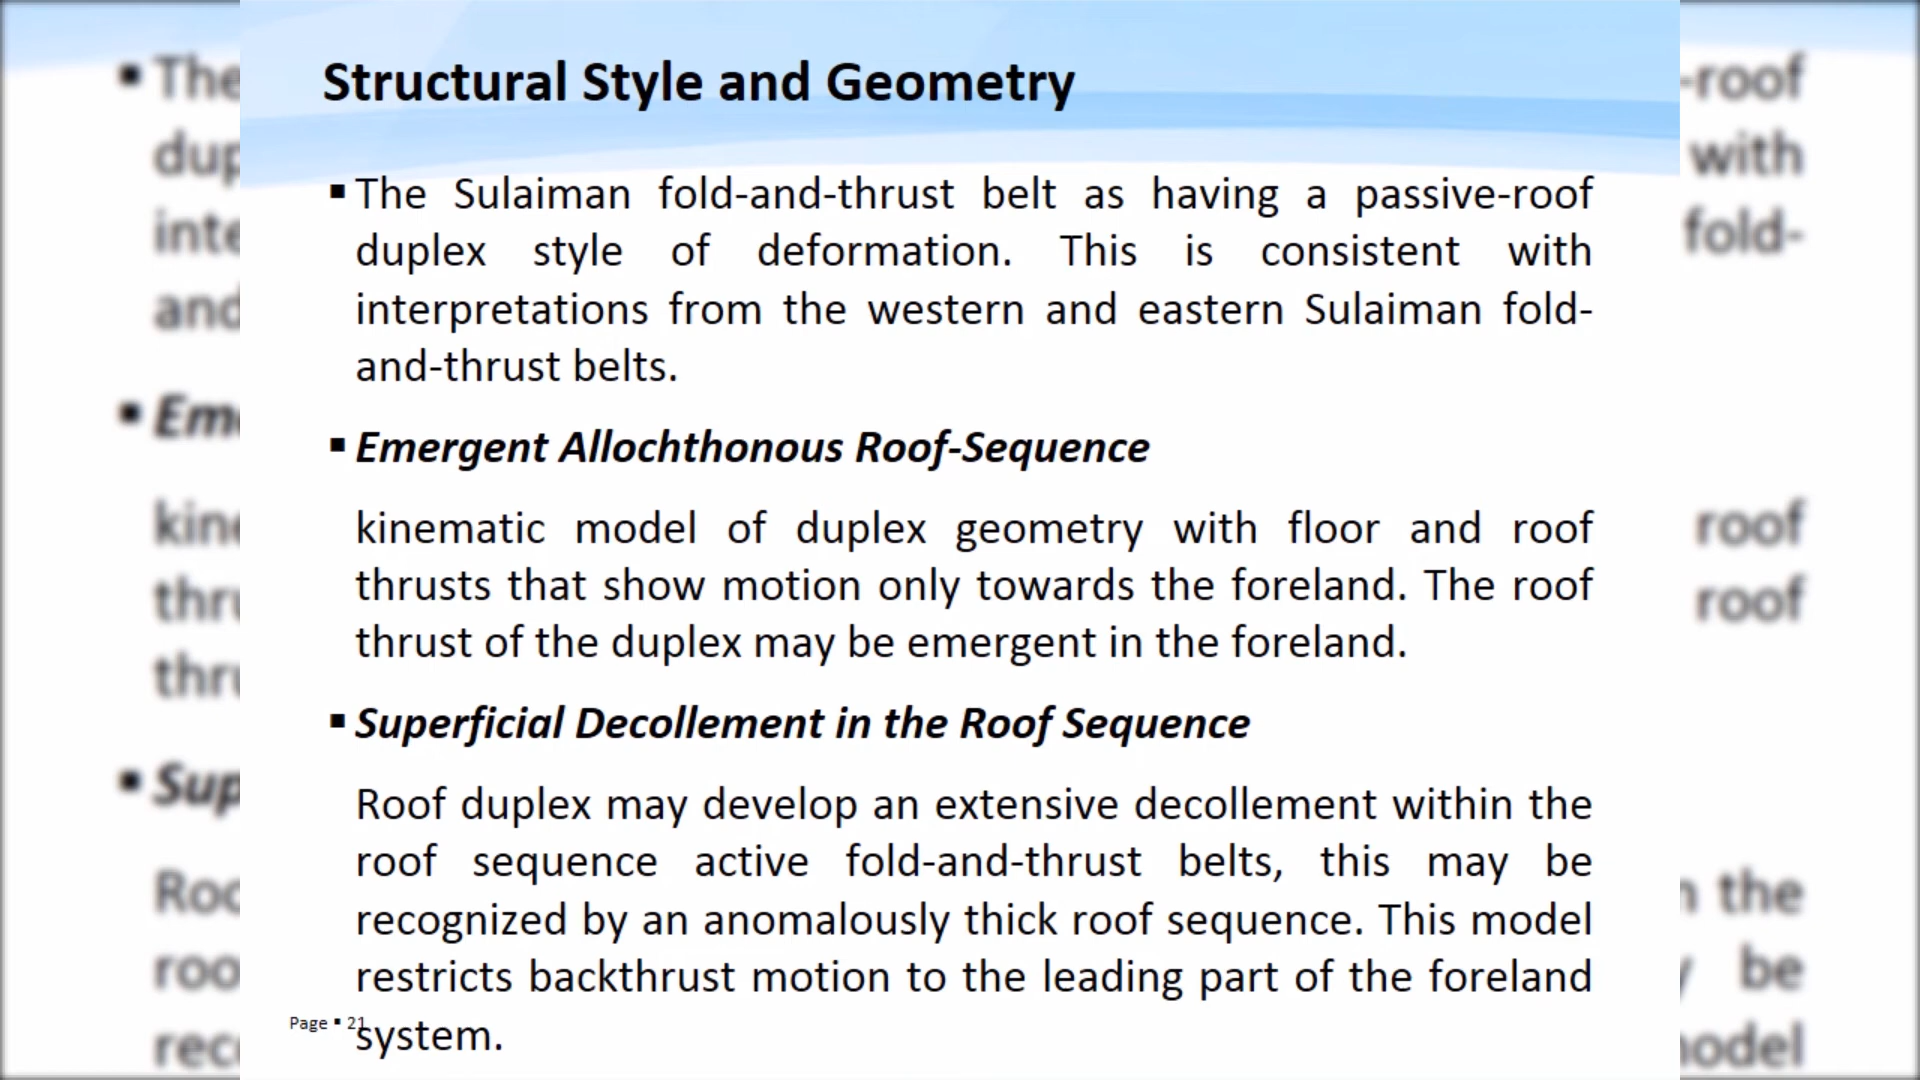 Structural Style and Geometry
▪ The Sulaiman fold-and-thrust belt as having a passive-roof
duplex style of deformation. This is consistent with
interpretations from the western and eastern Sulaiman fold-
and-thrust belts.
▪ Emergent Allochthonous Roof-Sequence
kinematic model of duplex geometry with floor and roof
thrusts that show motion only towards the foreland. The roof
thrust of the duplex may be emergent in the foreland.
▪ Superficial Decollement in the Roof Sequence
Roof duplex may develop an extensive decollement within the
roof sequence active fold-and-thrust belts, this may be
recognized by an anomalously thick roof sequence. This model
restricts backthrust motion to the leading part of the foreland
system.
Page ▪ 21